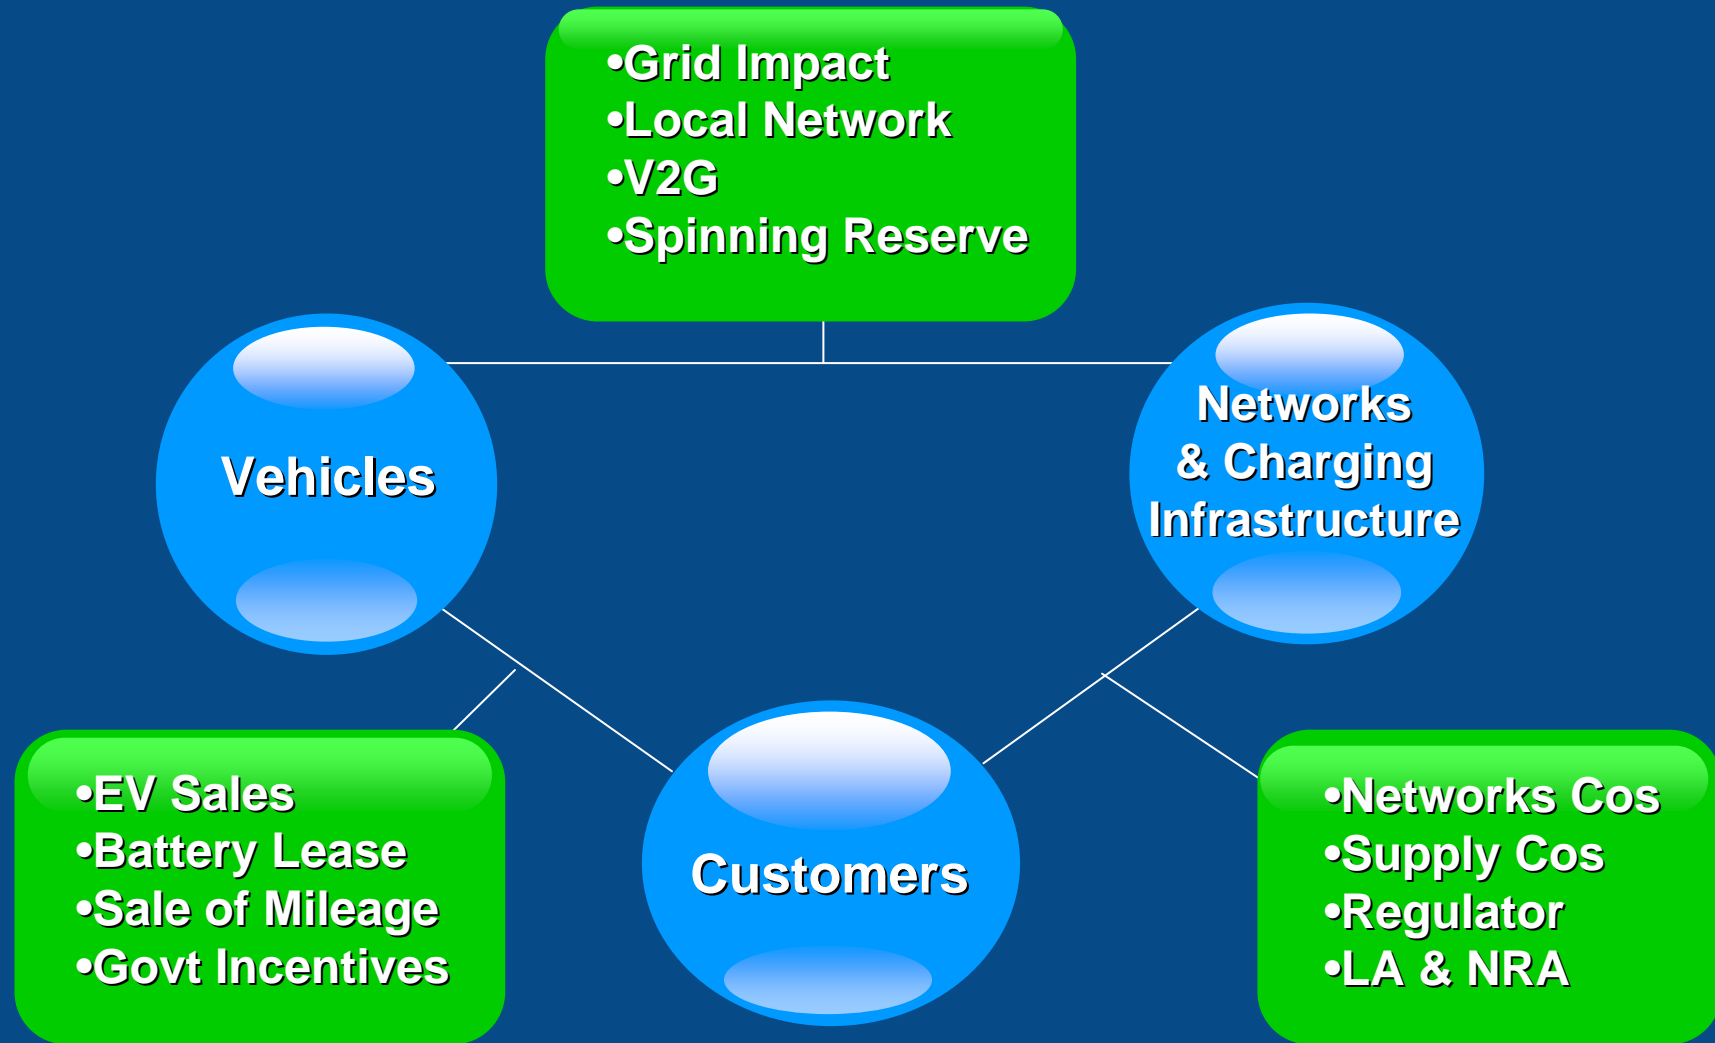 •Grid Impact
•Local Network
•V2G
•Spinning Reserve
Vehicles
Networks
& Charging
Infrastructure
Customers
•EV Sales
•Battery Lease
•Sale of Mileage
•Govt Incentives
•Networks Cos
•Supply Cos
•Regulator
•LA & NRA